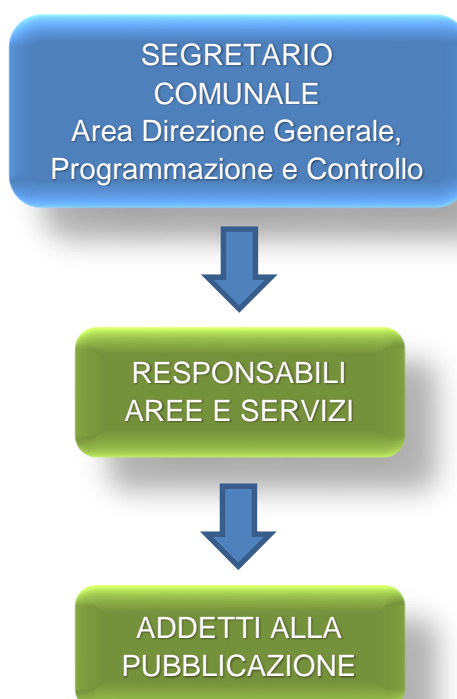 SEGRETARIO
COMUNALE
Area Direzione Generale,
Programmazione e Controllo
RESPONSABILI
AREE E SERVIZI
ADDETTI ALLA
PUBBLICAZIONE